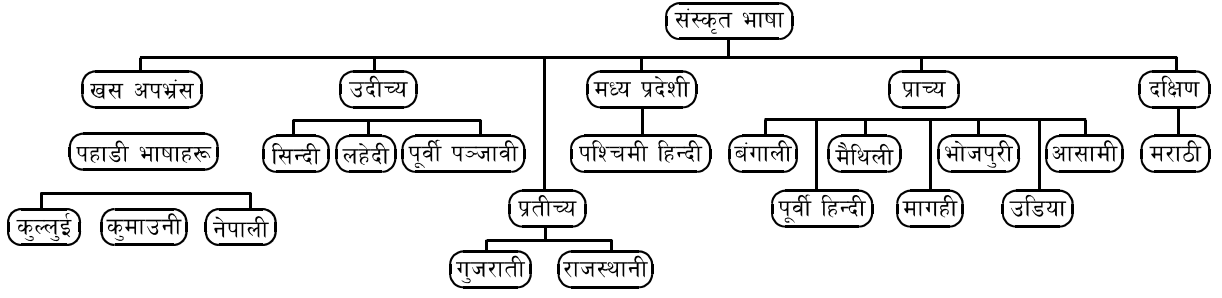 संस्कृत भाषा
खस अपभ्रंस
उदीच्य
मध्य प्रदेशी
प्राच्य
दक्षिण
पहाडी भाषाहरू
सिन्दी
लहेदी
पूर्वी पञ्जावी
पश्चिमी हिन्दी
बंगाली
मैथिली
भोजपुरी
आसामी
मराठी
प्रतीच्य
पूर्वी हिन्दी
मागही
उडिया
कुल्लुई
कुमाउनी
नेपाली
गुजराती
राजस्थानी